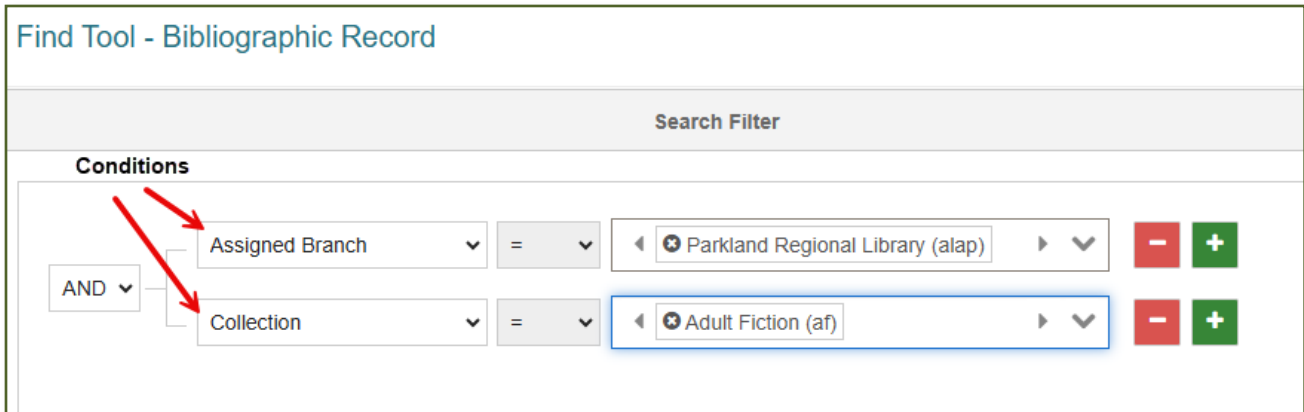 Find Tool - Bibliographic Record
Search Filter
Conditions
Assigned Branch = Parkland Regional Library (alap) - +
AND
Collection = Adult Fiction (af) - +